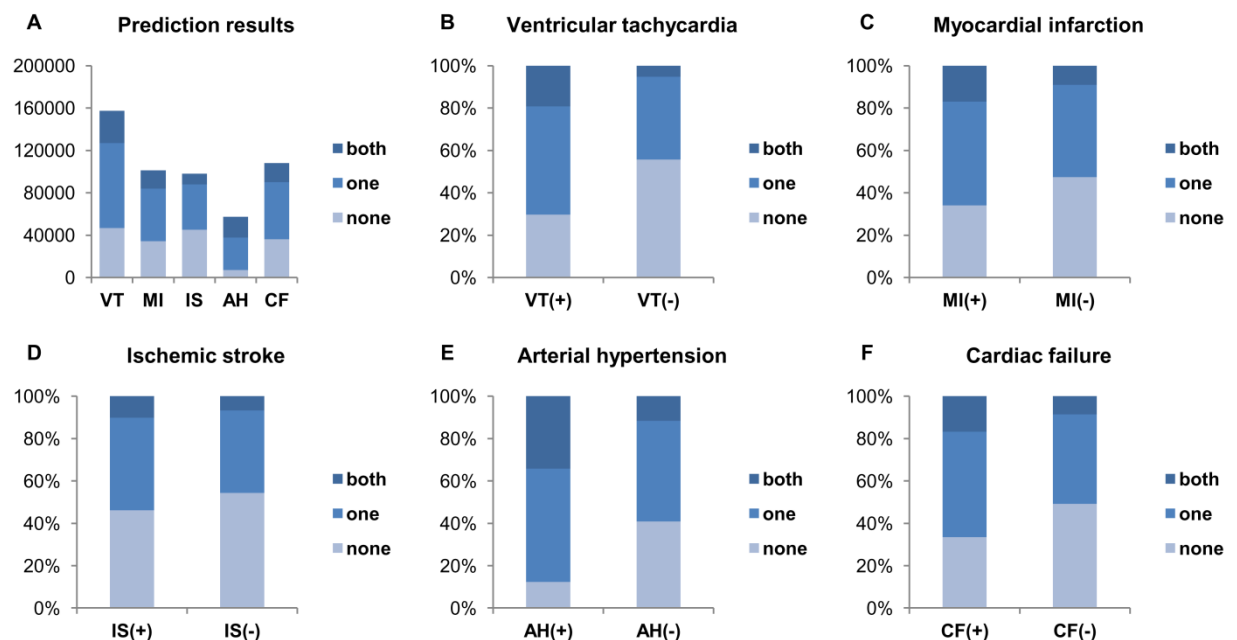 A Prediction results
200000
160000
120000
80000
40000
0
VT MI IS AH CF
both
one
none
B Ventricular tachycardia
100%
80%
60%
40%
20%
0%
VT(+) VT(-)
both
one
none
C Myocardial infarction
100%
80%
60%
40%
20%
0%
MI(+) MI(-)
both
one
none
D Ischemic stroke
100%
80%
60%
40%
20%
0%
IS(+) IS(-)
both
one
none
E Arterial hypertension
100%
80%
60%
40%
20%
0%
AH(+) AH(-)
both
one
none
F Cardiac failure
100%
80%
60%
40%
20%
0%
CF(+) CF(-)
both
one
none